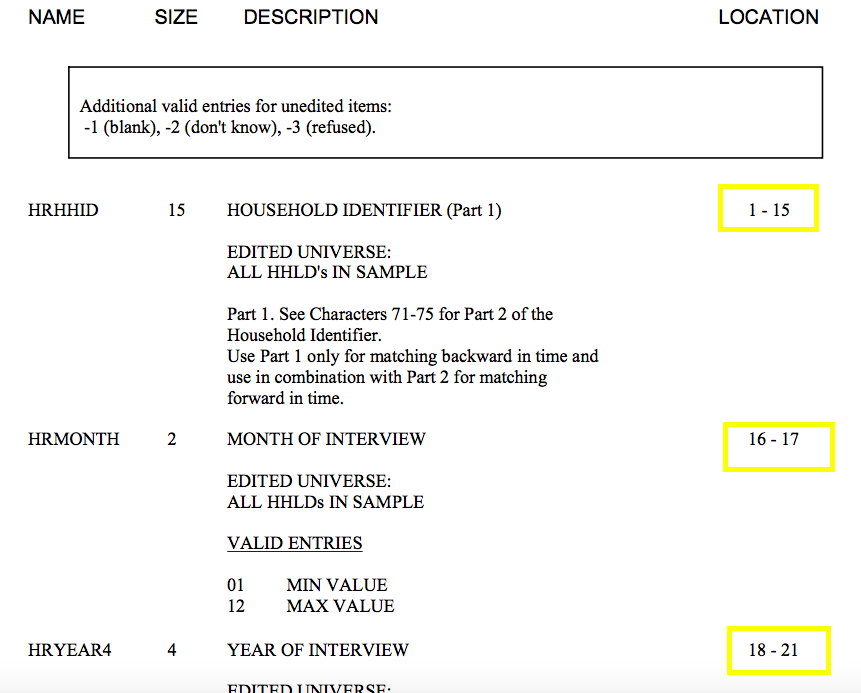 NAME SIZE DESCRIPTION LOCATION
Additional valid entries for unedited items:
-1 (blank), -2 (don't know), -3 (refused).
HRHHID 15 HOUSEHOLD IDENTIFIER (Part 1) 1 - 15
EDITED UNIVERSE:
ALL HHLD's IN SAMPLE
Part 1. See Characters 71-75 for Part 2 of the
Household Identifier.
Use Part 1 only for matching backward in time and
use in combination with Part 2 for matching
forward in time.
HRMONTH 2 MONTH OF INTERVIEW 16 - 17
EDITED UNIVERSE:
ALL HHLDs IN SAMPLE
VALID ENTRIES
01 MIN VALUE
12 MAX VALUE
HRYEAR4 4 YEAR OF INTERVIEW 18 - 21
EDITED UNIVERSE: